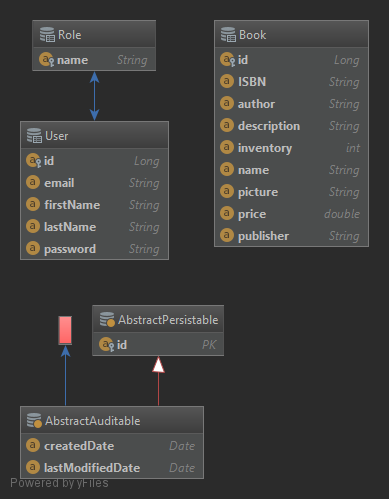 Role
name String
User
id Long
email String
firstName String
lastName String
password String
Book
id Long
ISBN String
author String
description String
inventory int
name String
picture String
price double
publisher String
AbstractPersistable
id PK
AbstractAuditable
createdDate Date
lastModifiedDate Date
Powered by yFiles